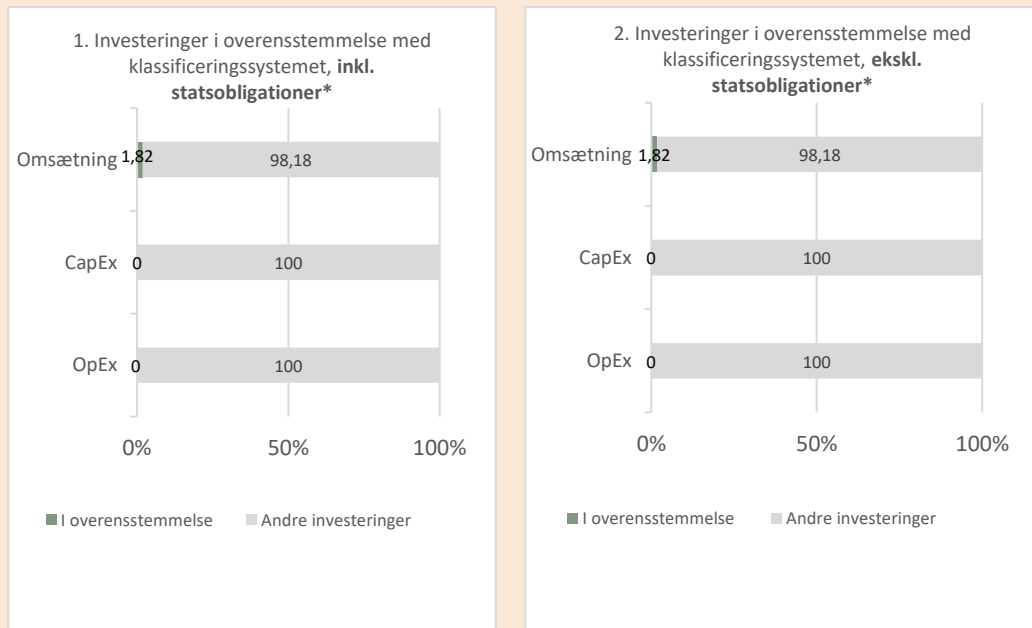 1. Investeringer i overensstemmelse med
klassificeringssystemet, inkl.
statsobligationer*
Omsætning 1,82 98,18
CapEx 0 100
OpEx 0 100
0% 50% 100%
I overensstemmelse Andre investeringer
2. Investeringer i overensstemmelse med
klassificeringssystemet, ekskl.
statsobligationer*
Omsætning 1,82 98,18
CapEx 0 100
OpEx 0 100
0% 50% 100%
I overensstemmelse Andre investeringer